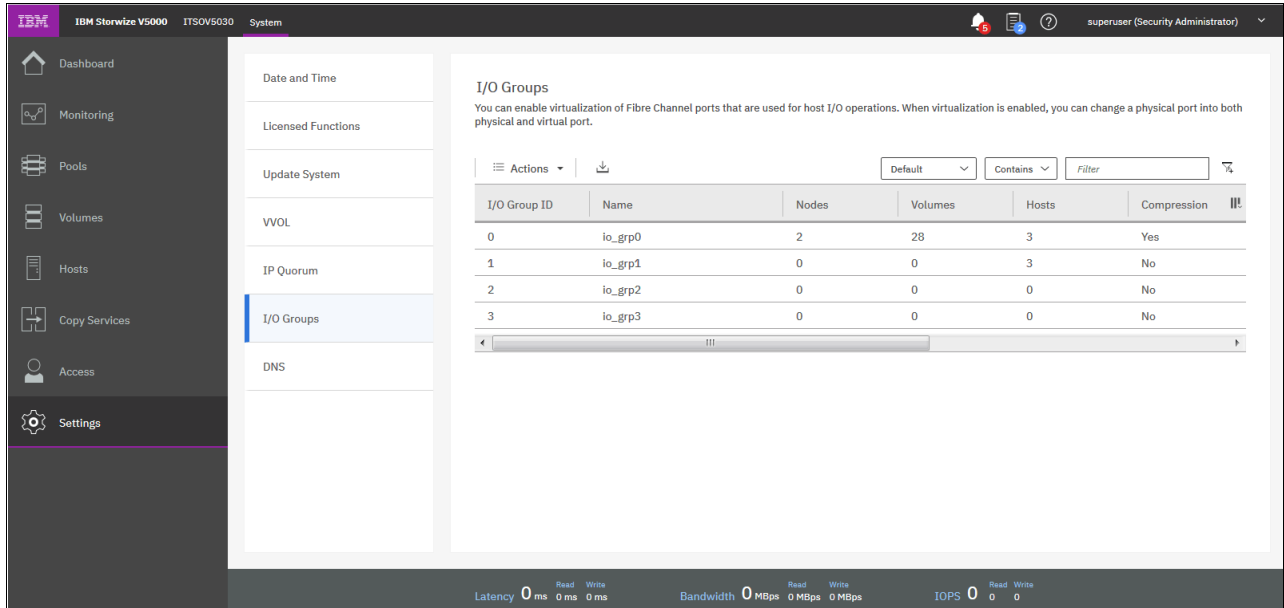 IBM IBM Storwize V5000 ITSOV5030 System 5 2 superuser (Security Administrator)
Dashboard
Monitoring
Pools
Volumes
Hosts
Copy Services
Access
Settings
Date and Time
Licensed Functions
Update System
VVOL
IP Quorum
I/O Groups
DNS
I/O Groups
You can enable virtualization of Fibre Channel ports that are used for host I/O operations. When virtualization is enabled, you can change a physical port into both
physical and virtual port.
Actions Default Contains Filter
I/O Group ID Name Nodes Volumes Hosts Compression
0 io_grp0 2 28 3 Yes
1 io_grp1 0 0 3 No
2 io_grp2 0 0 0 No
3 io_grp3 0 0 0 No
Read Write Read Write Read Write
Latency 0 ms 0 ms 0 ms Bandwidth 0 MBps 0 MBps 0 MBps IOPS 0 0 0